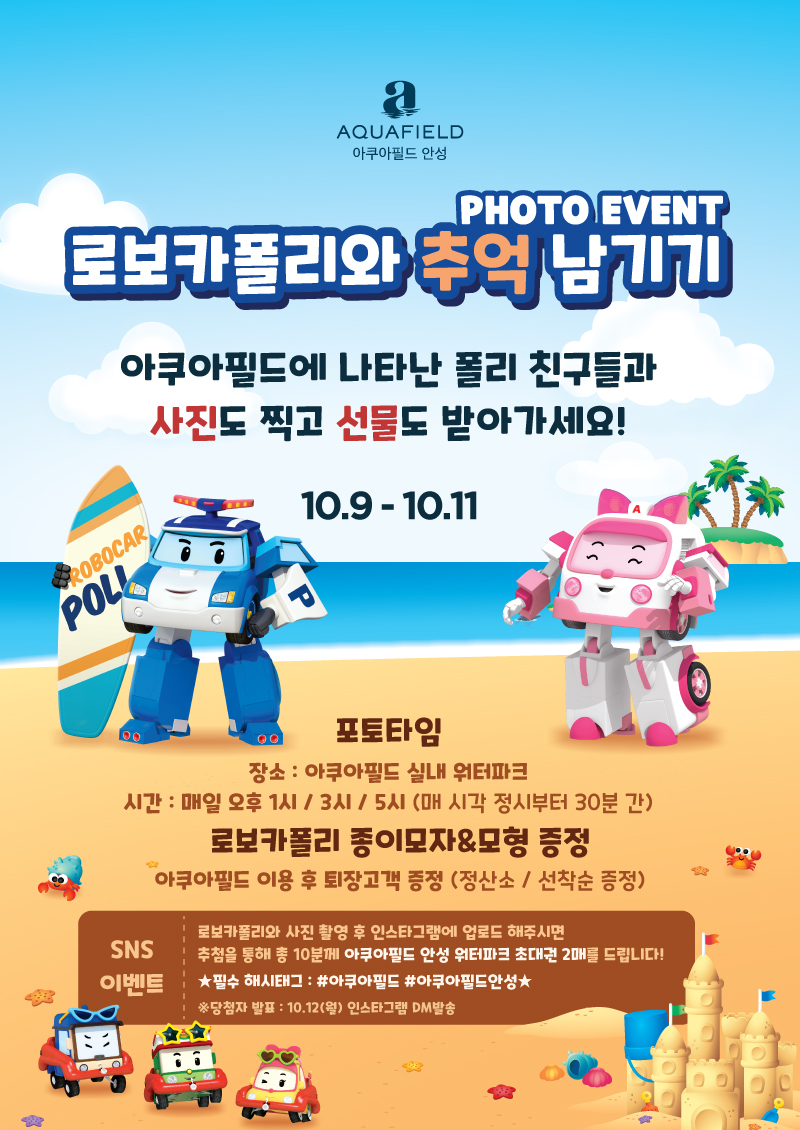 a
AQUAFIELD
아쿠아필드 안성
PHOTO EVENT
로보카폴리와 추억 남기기
아쿠아필드에 나타난 폴리 친구들과
사진도 찍고 선물도 받아가세요!
10.9 - 10.11
ROBOCAR
POLI
P
A
포토타임
장소 : 아쿠아필드 실내 워터파크
시간 : 매일 오후 1시 / 3시 / 5시 (매 시각 정시부터 30분 간)
로보카폴리 종이모자&모형 증정
아쿠아필드 이용 후 퇴장고객 증정 (정산소 / 선착순 증정)
SNS
이벤트
로보카폴리와 사진 촬영 후 인스타그램에 업로드 해주시면
추첨을 통해 총 10분께 아쿠아필드 안성 워터파크 초대권 2매를 드립니다!
★필수 해시태그 : #아쿠아필드 #아쿠아필드안성★
※당첨자 발표 : 10.12(월) 인스타그램 DM발송